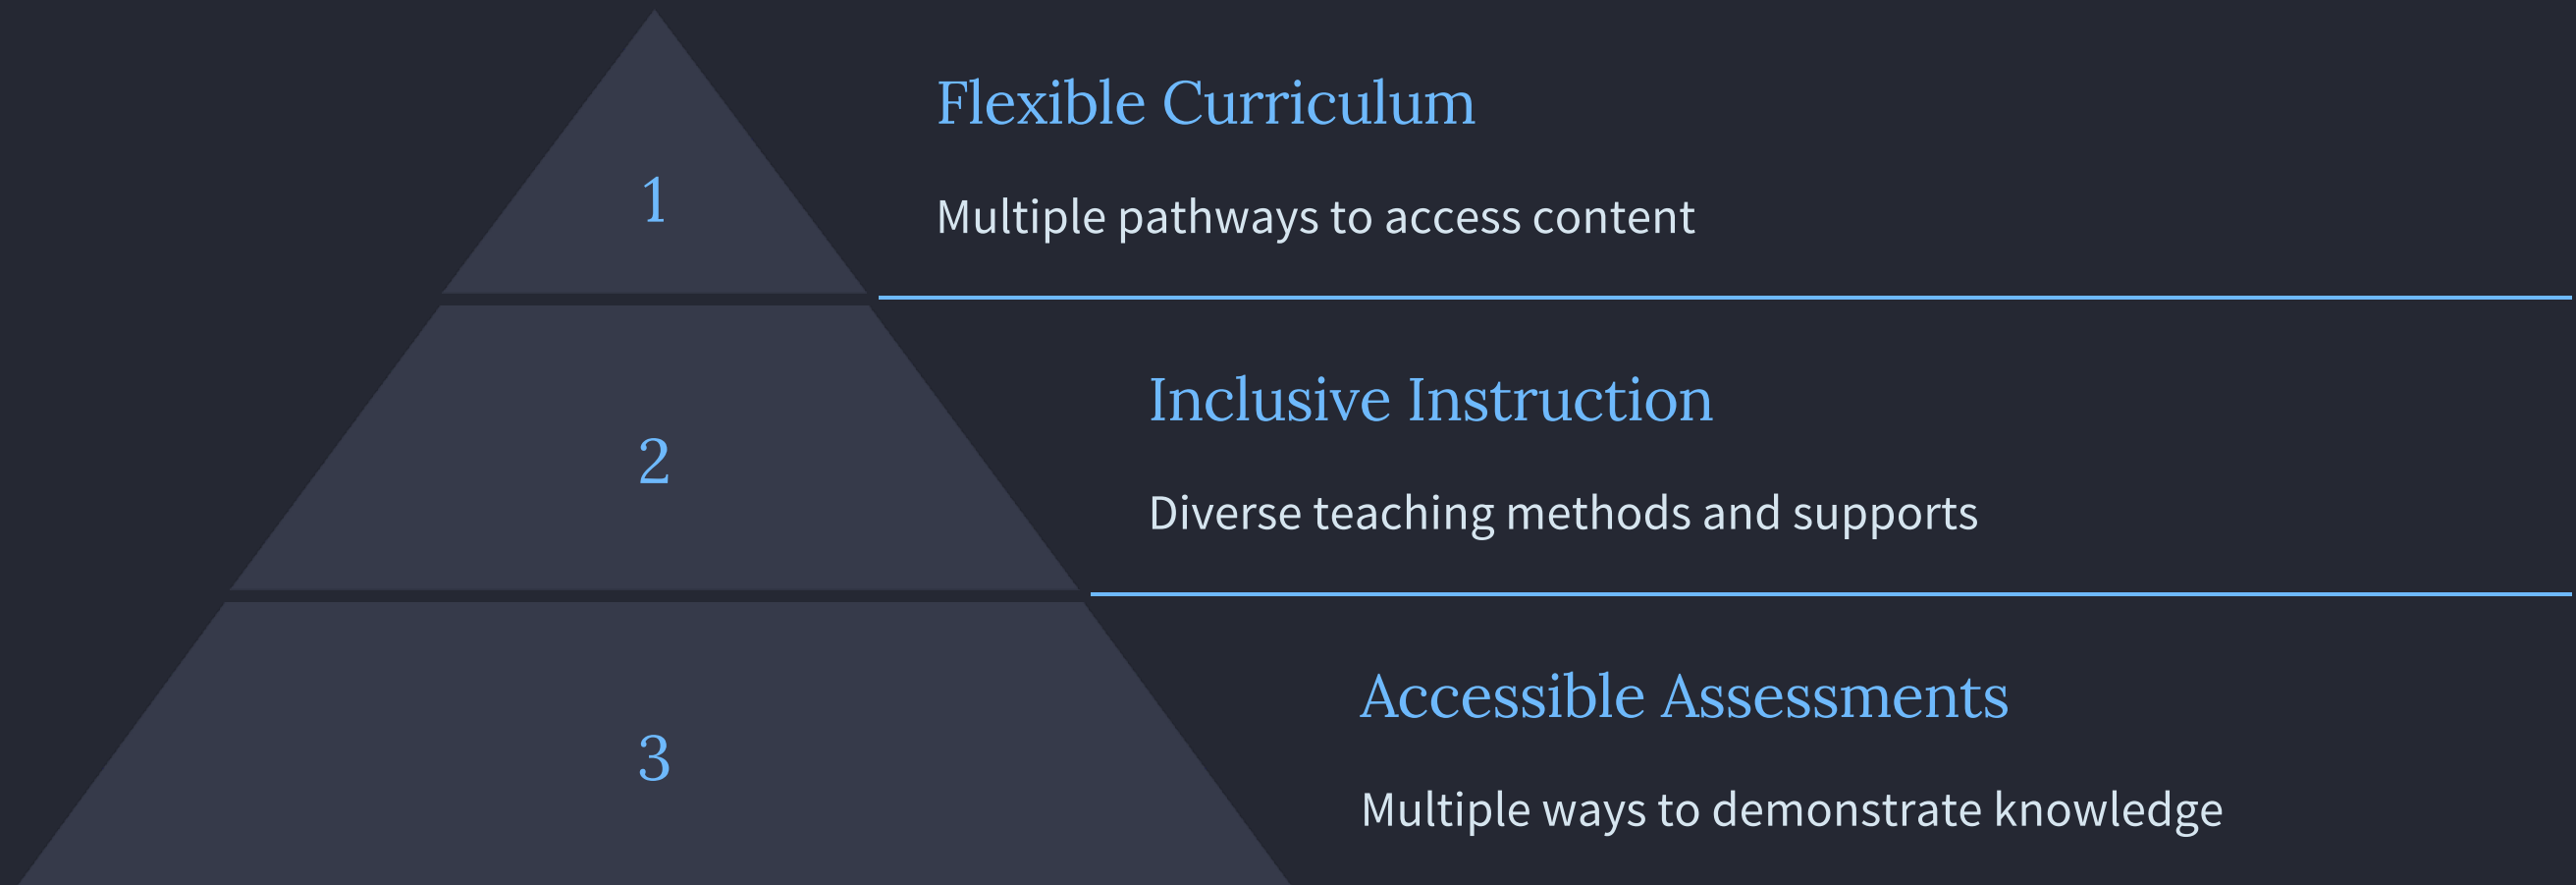 1
Flexible Curriculum
Multiple pathways to access content
2
Inclusive Instruction
Diverse teaching methods and supports
3
Accessible Assessments
Multiple ways to demonstrate knowledge